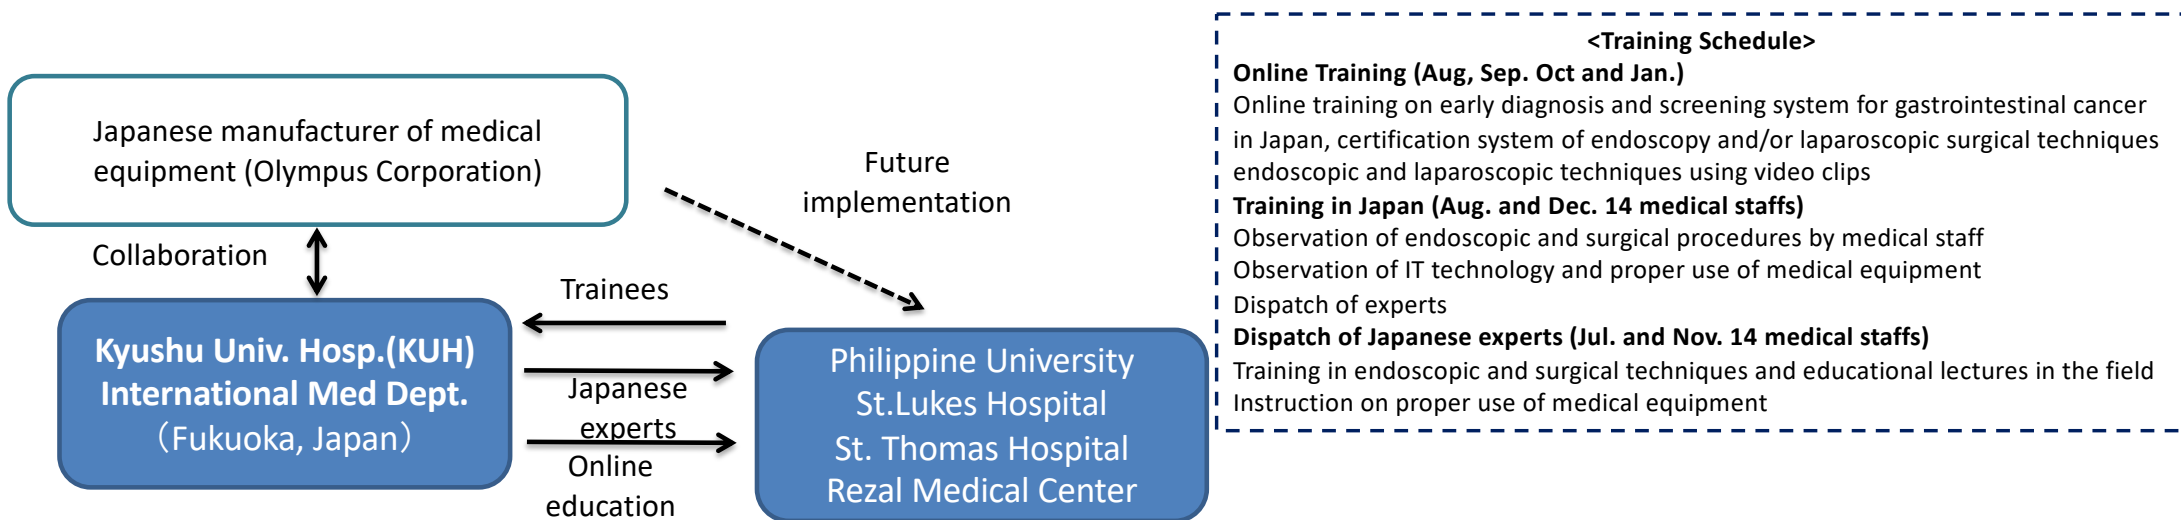 Japanese manufacturer of medical
equipment (Olympus Corporation)
Collaboration
Kyushu Univ. Hosp.(KUH)
International Med Dept.
（Fukuoka, Japan）
Future
implementation
Trainees
Japanese
experts
Online
education
Philippine University
St.Lukes Hospital
St. Thomas Hospital
Rezal Medical Center
<Training Schedule>
Online Training (Aug, Sep. Oct and Jan.)
Online training on early diagnosis and screening system for gastrointestinal cancer
in Japan, certification system of endoscopy and/or laparoscopic surgical techniques
endoscopic and laparoscopic techniques using video clips
Training in Japan (Aug. and Dec. 14 medical staffs)
Observation of endoscopic and surgical procedures by medical staff
Observation of IT technology and proper use of medical equipment
Dispatch of experts
Dispatch of Japanese experts (Jul. and Nov. 14 medical staffs)
Training in endoscopic and surgical techniques and educational lectures in the field
Instruction on proper use of medical equipment